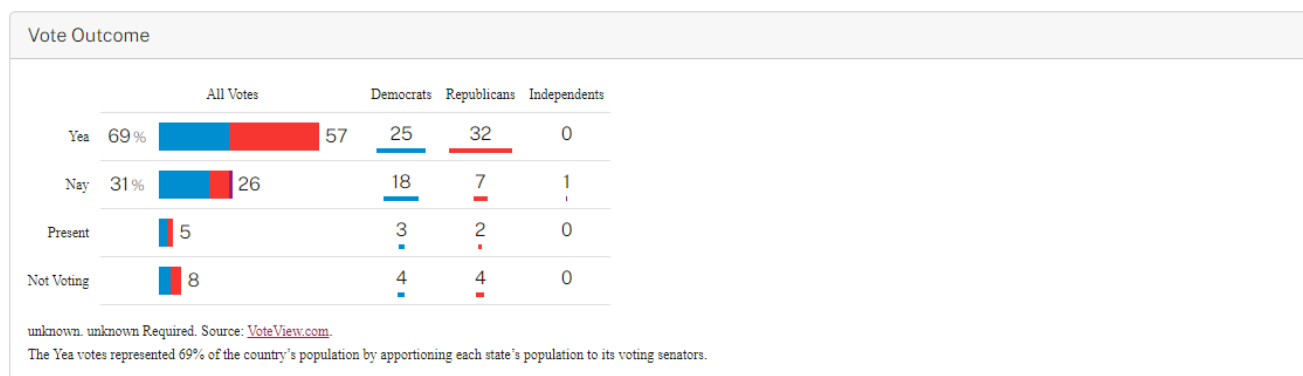 Vote Outcome
All Votes Democrats Republicans Independents
Yea 69% 57 25 32 0
Nay 31% 26 18 7 1
Present 5 3 2 0
Not Voting 8 4 4 0
unknown. unknown Required. Source: VoteView.com.
The Yea votes represented 69% of the country’s population by apportioning each state’s population to its voting senators.